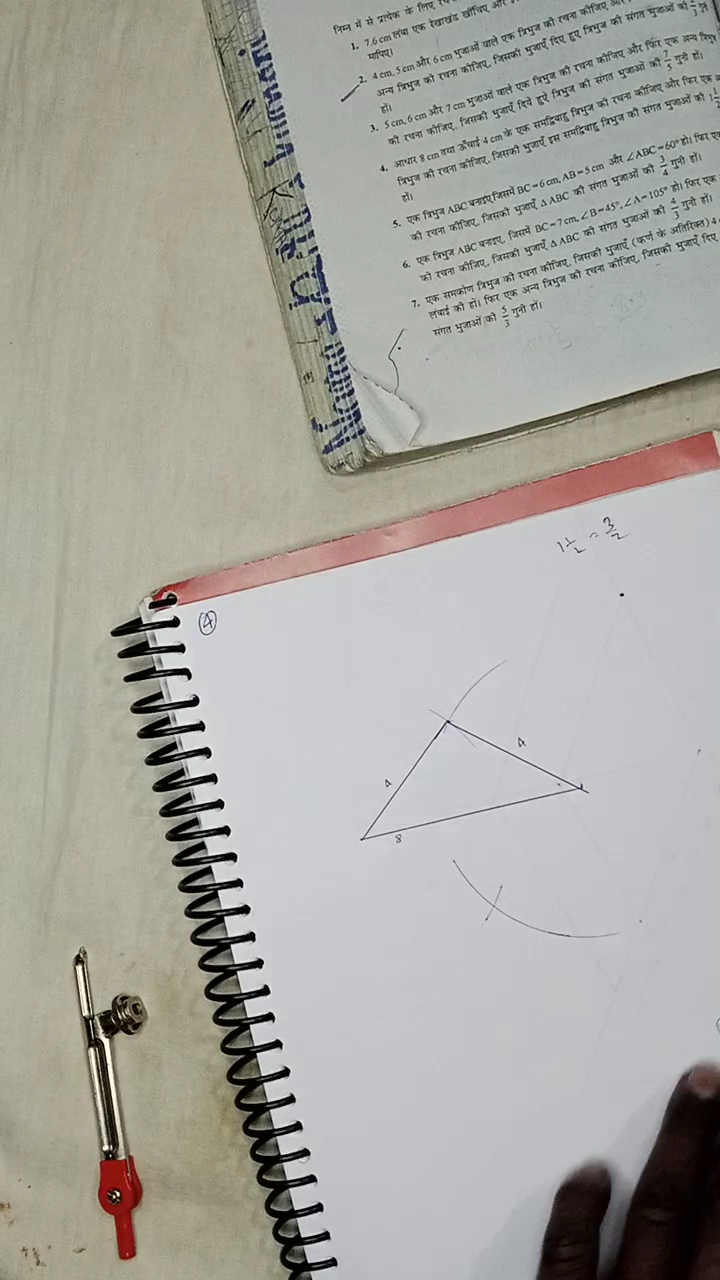 निम्न में से प्रत्येक के लिए
1. 7.6 cm लंबा एक रेखाखंड खींचिए और
मापिए।
2. 4 cm, 5 cm और 6 cm भुजाओं वाले एक त्रिभुज की रचना कीजिए और
अन्य त्रिभुज की रचना कीजिए, जिसकी भुजाएँ दिए हुए त्रिभुज की संगत भुजाओं की
हों।
3. 5 cm, 6 cm और 7 cm भुजाओं वाले एक त्रिभुज की रचना कीजिए और फिर एक अन्य
की रचना कीजिए, जिसकी भुजाएँ दिये हुए त्रिभुज की संगत भुजाओं की 7/5 गुनी हों।
4. आधार 8 cm तथा ऊँचाई 4 cm के एक समद्विबाहु त्रिभुज की रचना कीजिए और फिर एक
त्रिभुज की रचना कीजिए, जिसकी भुजाएँ इस समद्विबाहु त्रिभुज की संगत भुजाओं की
हों।
5. एक त्रिभुज ABC बनाइए जिसमें BC = 6 cm, AB = 5 cm और ∠ABC = 60° हो। फिर
की रचना कीजिए, जिसकी भुजाएँ △ ABC की संगत भुजाओं की 3/4 गुनी हों।
6. एक त्रिभुज ABC बनाइए, जिसमें BC = 7 cm, ∠B = 45°, ∠A = 105° हो। फिर एक
की रचना कीजिए, जिसकी भुजाएँ △ ABC की संगत भुजाओं की 4/3 गुनी हों।
7. एक समकोण त्रिभुज की रचना कीजिए, जिसकी भुजाएँ (कर्ण के अतिरिक्त) 4
लंबाई की हों। फिर एक अन्य त्रिभुज की रचना कीजिए, जिसकी भुजाएँ दिए
संगत भुजाओं की 5/3 गुनी हों।
1 1/2 = 3/2
4
4
4
8